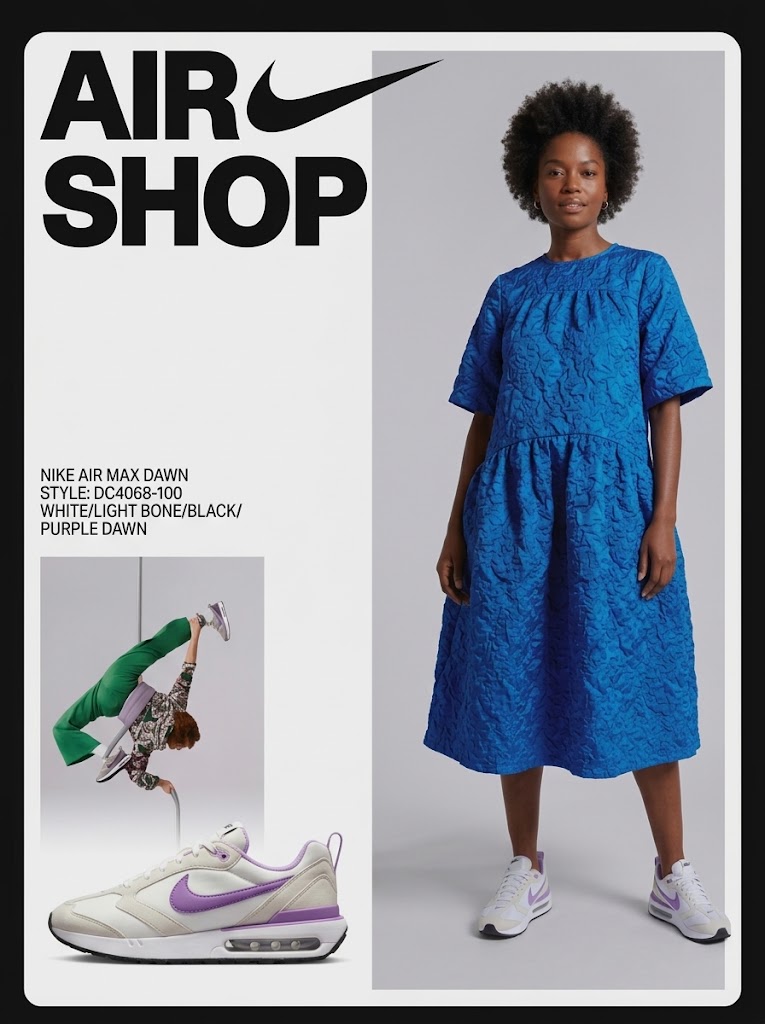 AIR
SHOP
NIKE AIR MAX DAWN
STYLE: DC4068-100
WHITE/LIGHT BONE/BLACK/
PURPLE DAWN